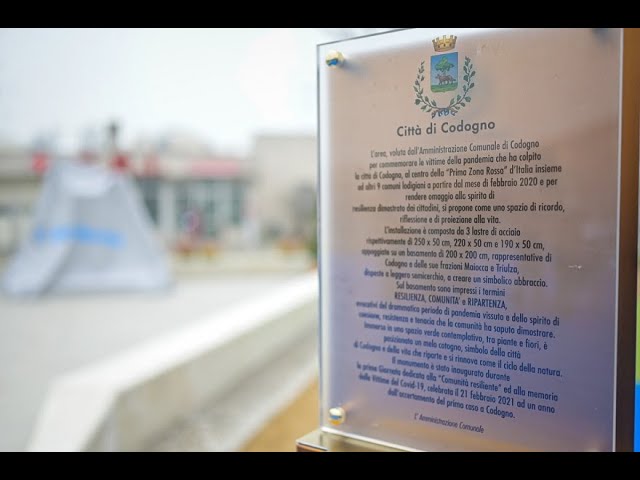 Città di Codogno
L'area, voluta dall'Amministrazione Comunale di Codogno
per commemorare le vittime della pandemia che ha colpito
la città di Codogno, al centro della "Prima Zona Rossa" d'Italia insieme
ad altri 9 comuni lodigiani a partire dal mese di febbraio 2020 e per
rendere omaggio allo spirito di
resilienza dimostrata dai cittadini, si propone come uno spazio di ricordo,
riflessione e di proiezione alla vita.
L'installazione è composta da 3 lastre di acciaio
rispettivamente di 250 x 50 cm, 220 x 50 cm e 190 x 50 cm,
appoggiate su un basamento di 200 x 200 cm, rappresentative di
Codogno e delle sue frazioni Maiocca e Triulza,
disposte a leggero semicerchio, a creare un simbolico abbraccio.
Sul basamento sono impressi i termini
RESILIENZA, COMUNITA' e RIPARTENZA,
evocativi del drammatico periodo di pandemia vissuto e dello spirito di
coesione, resistenza e tenacia che la comunità ha saputo dimostrare.
Immerso in uno spazio verde contemplativo, tra piante e fiori, è
posizionato un melo cotogno, simbolo della città
di Codogno e della vita che riparte e si rinnova come il ciclo della natura.
Il monumento è stato inaugurato durante
la prima Giornata dedicata alla "Comunità resiliente" ed alla memoria
delle Vittime del Covid-19, celebrata il 21 febbraio 2021 ad un anno
dall'accertamento del primo caso a Codogno.
L'Amministrazione Comunale